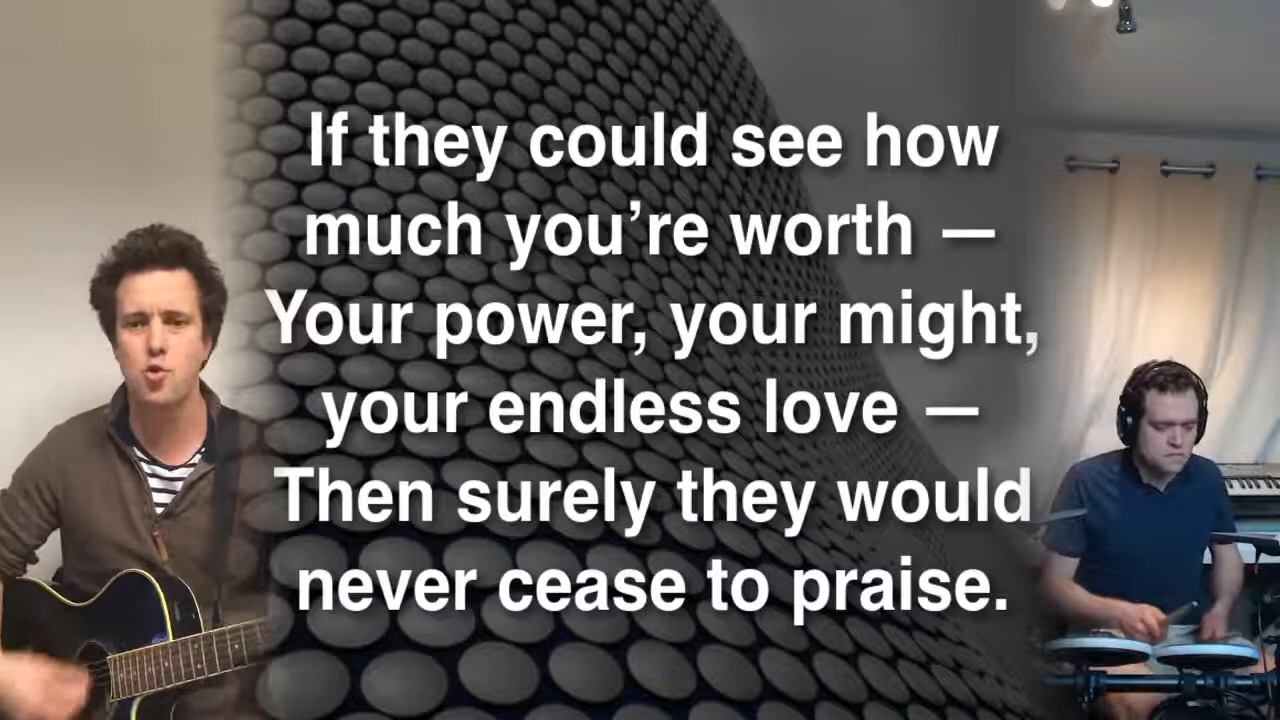 If they could see how
much you’re worth —
Your power, your might,
your endless love —
Then surely they would
never cease to praise.